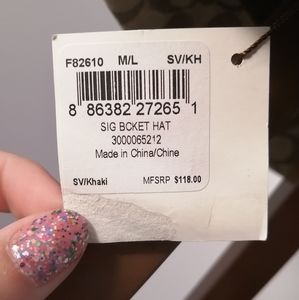 F82610 M/L SV/KH
8 86382 27265 1
SIG BCKET HAT
3000065212
Made in China/Chine
SV/Khaki MFSRP $118.00